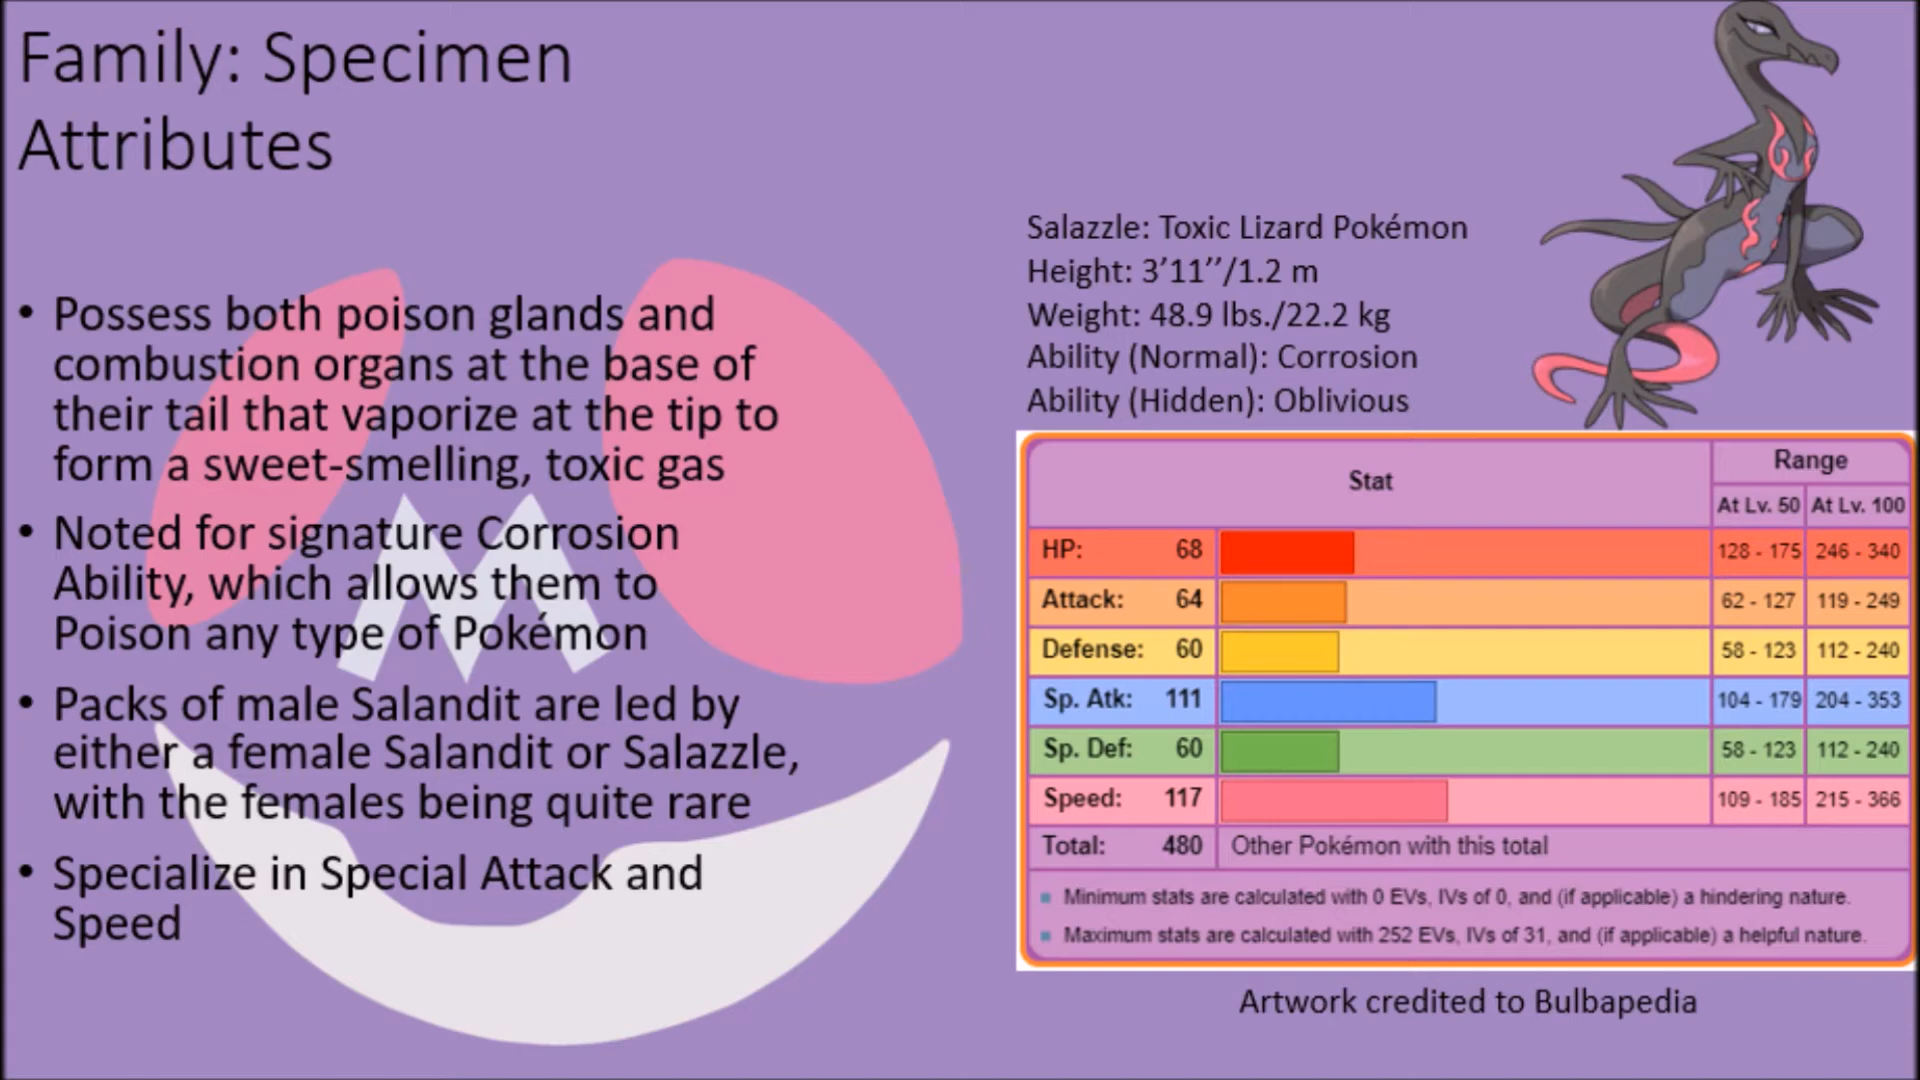 Family: Specimen
Attributes
• Possess both poison glands and
combustion organs at the base of
their tail that vaporize at the tip to
form a sweet-smelling, toxic gas
• Noted for signature Corrosion
Ability, which allows them to
Poison any type of Pokémon
• Packs of male Salandit are led by
either a female Salandit or Salazzle,
with the females being quite rare
• Specialize in Special Attack and
Speed
Salazzle: Toxic Lizard Pokémon
Height: 3’11’’/1.2 m
Weight: 48.9 lbs./22.2 kg
Ability (Normal): Corrosion
Ability (Hidden): Oblivious
Stat Range
At Lv. 50 At Lv. 100
HP: 68 128 - 175 246 - 340
Attack: 64 62 - 127 119 - 249
Defense: 60 58 - 123 112 - 240
Sp. Atk: 111 104 - 179 204 - 353
Sp. Def: 60 58 - 123 112 - 240
Speed: 117 109 - 185 215 - 366
Total: 480 Other Pokémon with this total
Minimum stats are calculated with 0 EVs, IVs of 0, and (if applicable) a hindering nature.
Maximum stats are calculated with 252 EVs, IVs of 31, and (if applicable) a helpful nature.
Artwork credited to Bulbapedia
M